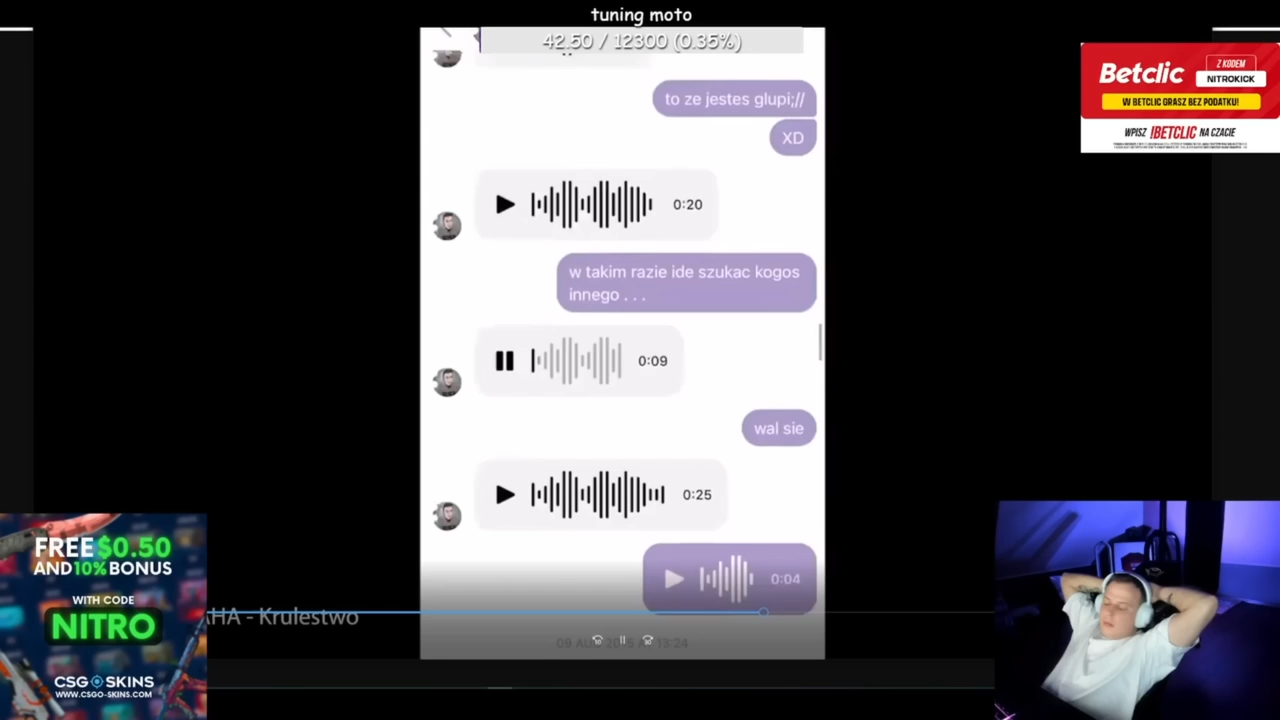 tuning moto
42.50 / 12300 (0.35%)
to ze jestes glupi;//
XD
0:20
w takim razie ide szukac kogos
innego . . .
0:09
wal sie
0:25
0:04
AHA - Krulestwo
Betclic
Z KODEM
NITROKICK
W BETCLIC GRASZ BEZ PODATKU!
WPISZ !BETCLIC NA CZACIE
FREE $0.50
AND 10% BONUS
WITH CODE
NITRO
CSGO SKINS
WWW.CSGO-SKINS.COM